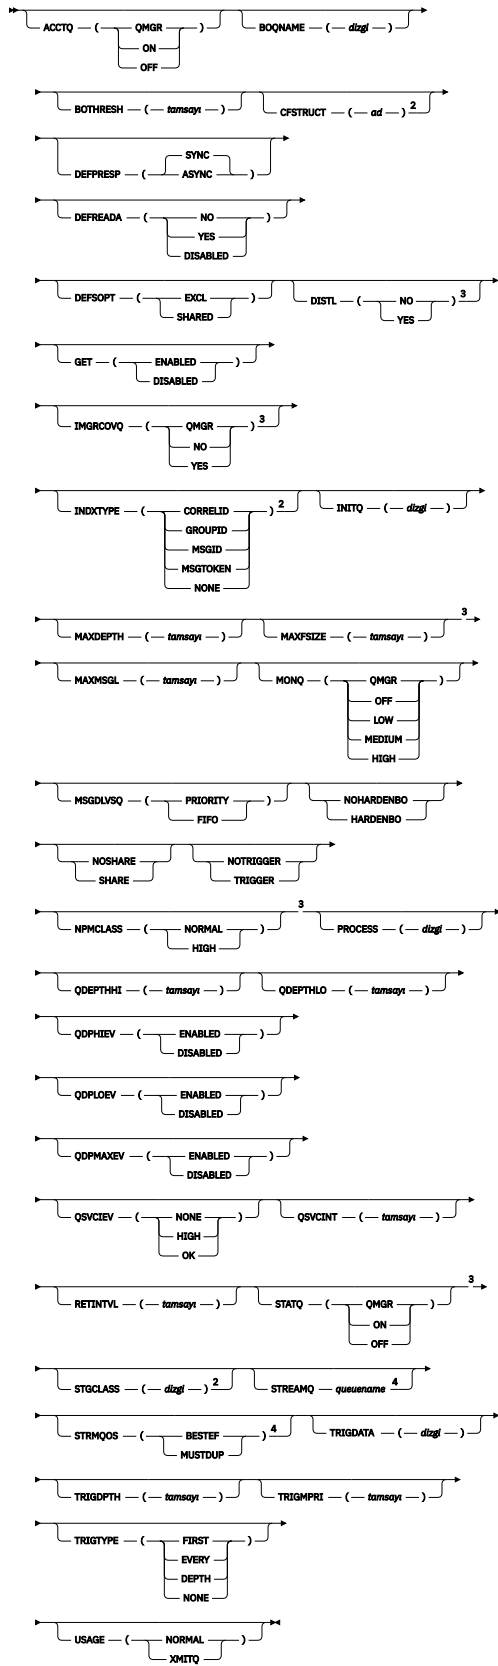 ACCTQ ( QMGR ) BOQNAME ( dizgi )
ON
OFF
BOTHRESH ( tamsayı ) CFSTRUCT ( ad ) 2
SYNC
DEFPRESP ( ASYNC )
DEFREADA ( NO )
YES
DISABLED
DEFSOPT ( EXCL ) DISTL ( NO ) 3
SHARED YES
GET ( ENABLED )
DISABLED
IMGRCOVQ ( QMGR ) 3
NO
YES
INDXTYPE ( CORRELID ) 2 INITQ ( dizgi )
GROUPID
MSGID
MSGTOKEN
NONE
MAXDEPTH ( tamsayı ) MAXFSIZE ( tamsayı ) 3
MAXMSGL ( tamsayı ) MONQ ( QMGR )
OFF
LOW
MEDIUM
HIGH
MSGDLVSQ ( PRIORITY ) NOHARDENBO
FIFO HARDENBO
NOSHARE NOTRIGGER
SHARE TRIGGER
NPMCLASS ( NORMAL ) 3 PROCESS ( dizgi )
HIGH
QDEPTHHI ( tamsayı ) QDEPTHLO ( tamsayı )
QDPHIEV ( ENABLED )
DISABLED
QDPLOEV ( ENABLED )
DISABLED
QDPMAXEV ( ENABLED )
DISABLED
QSVCIEV ( NONE ) QSVCINT ( tamsayı )
HIGH
OK
RETINTVL ( tamsayı ) STATQ ( QMGR ) 3
ON
OFF
STGCLASS ( dizgi ) 2 STREAMQ queuename 4
STRMQOS ( BESTEF ) 4 TRIGDATA ( dizgi )
MUSTDUP
TRIGDPTH ( tamsayı ) TRIGMPRI ( tamsayı )
TRIGTYPE ( FIRST )
EVERY
DEPTH
NONE
USAGE ( NORMAL )
XMITQ